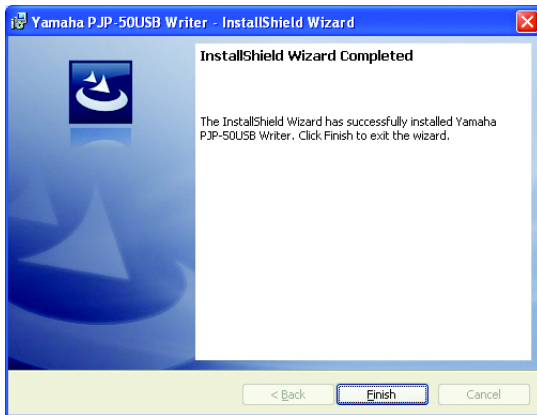 Yamaha PJP-50USB Writer - InstallShield Wizard
InstallShield Wizard Completed
The InstallShield Wizard has successfully installed Yamaha
PJP-50USB Writer. Click Finish to exit the wizard.
< Back
Finish
Cancel